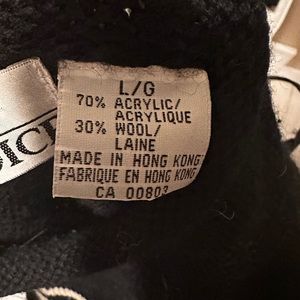 L/G
70% ACRYLIC/
ACRYLIQUE
30% WOOL/
LAINE
MADE IN HONG KONG
FABRIQUE EN HONG KONG
CA 00803